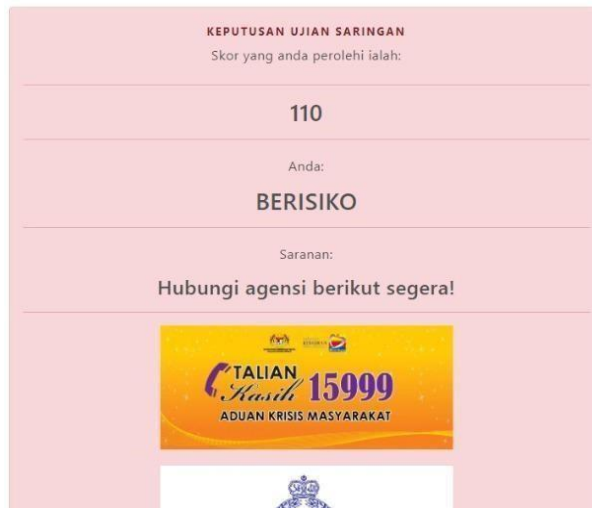 KEPUTUSAN UJIAN SARINGAN
Skor yang anda perolehi ialah:
110
Anda:
BERISIKO
Saranan:
Hubungi agensi berikut segera!
TALIAN
Kasih 15999
ADUAN KRISIS MASYARAKAT